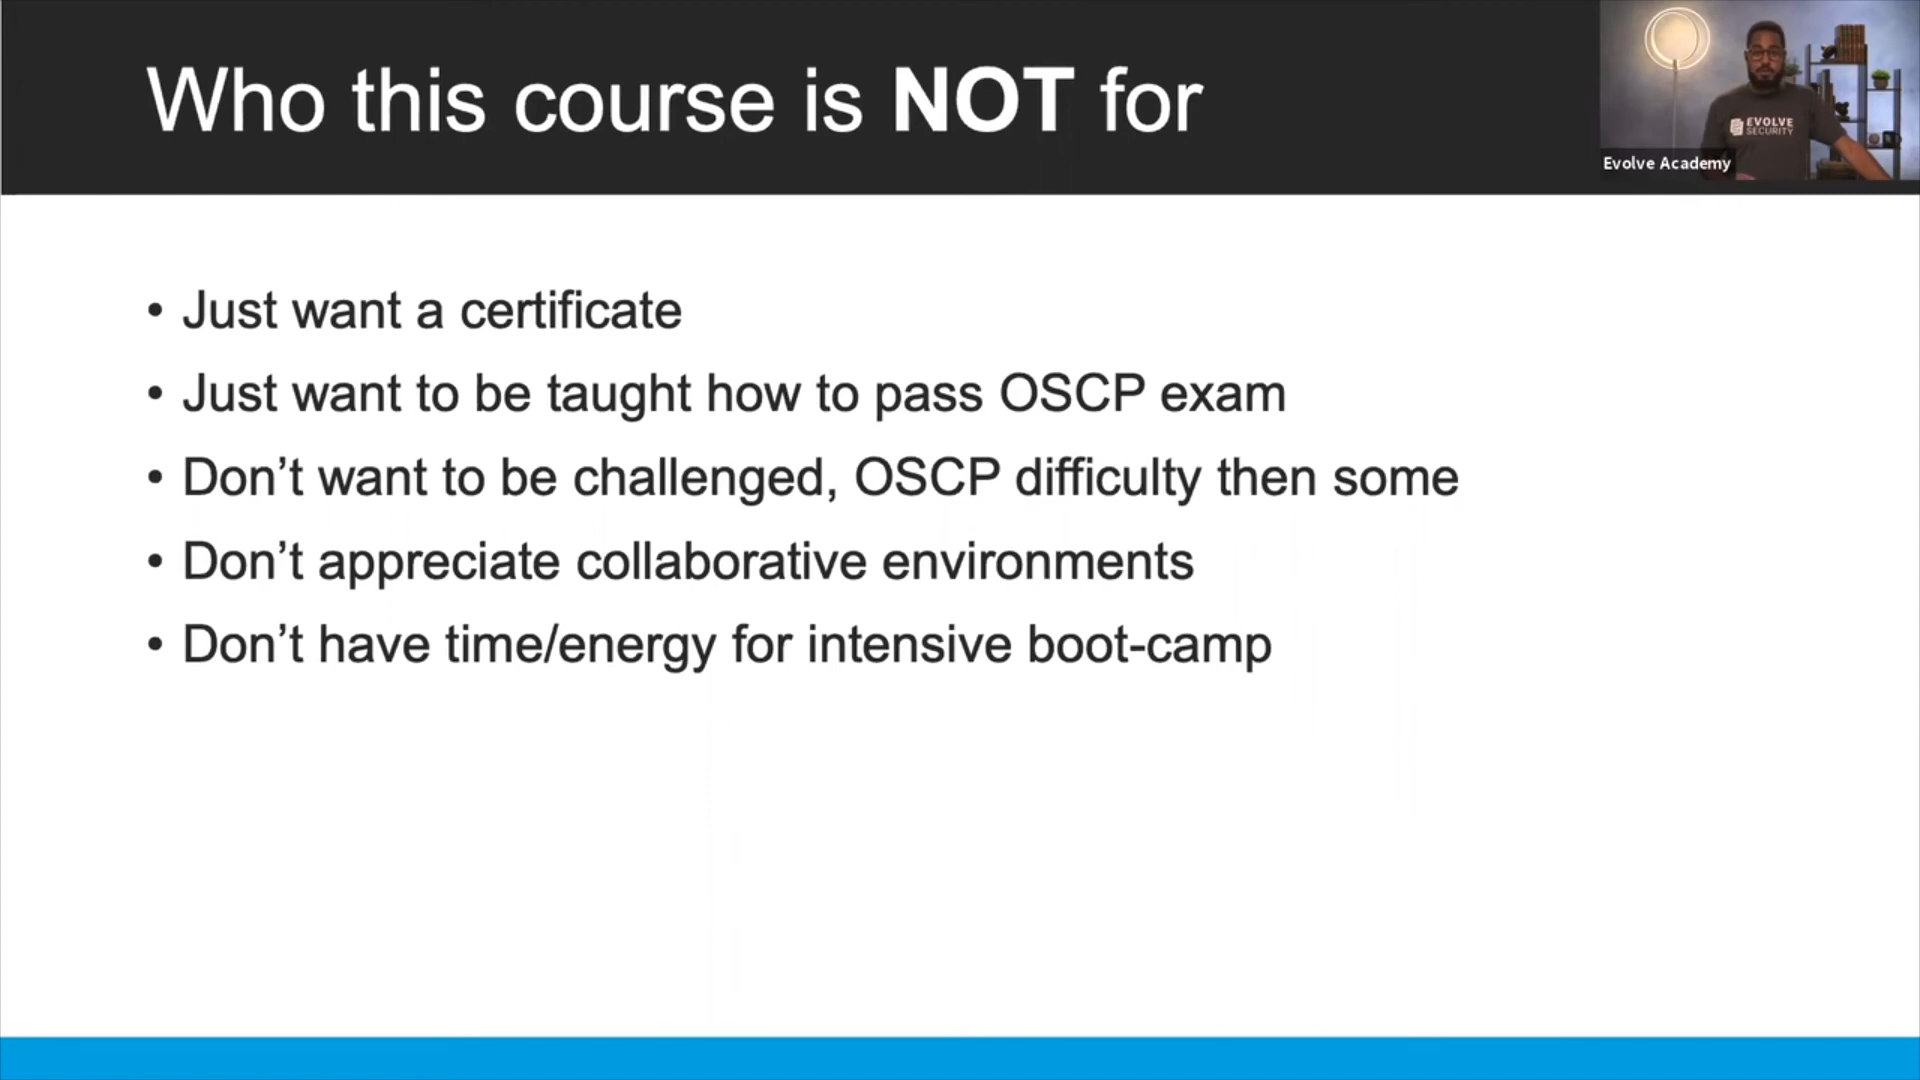 Who this course is NOT for
EVOLVE
SECURITY
Evolve Academy
• Just want a certificate
• Just want to be taught how to pass OSCP exam
• Don’t want to be challenged, OSCP difficulty then some
• Don’t appreciate collaborative environments
• Don’t have time/energy for intensive boot-camp